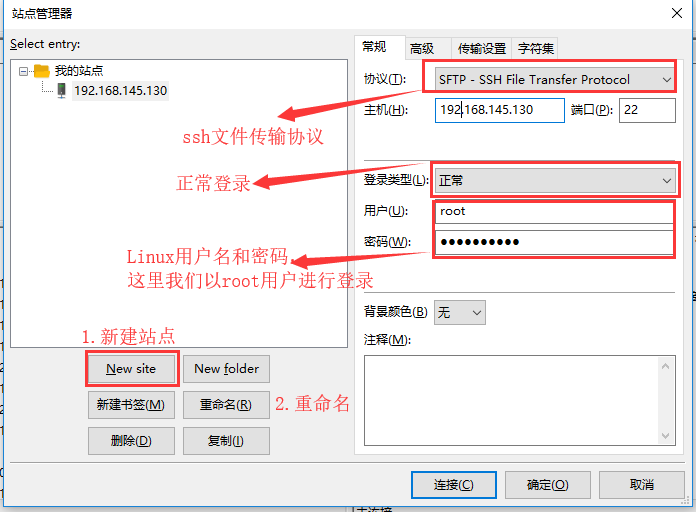 站点管理器
Select entry:
我的站点
192.168.145.130
ssh文件传输协议
正常登录
Linux用户名和密码,
这里我们以root用户进行登录
1.新建站点
New site
New folder
新建书签(M)
重命名(R)
2.重命名
删除(D)
复制(I)
常规
高级
传输设置
字符集
协议(T):
SFTP - SSH File Transfer Protocol
主机(H):
192.168.145.130
端口(P):
22
登录类型(L):
正常
用户(U):
root
密码(W):
●●●●●●●●●●
背景颜色(B)
无
注释(M):
连接(C)
确定(O)
取消